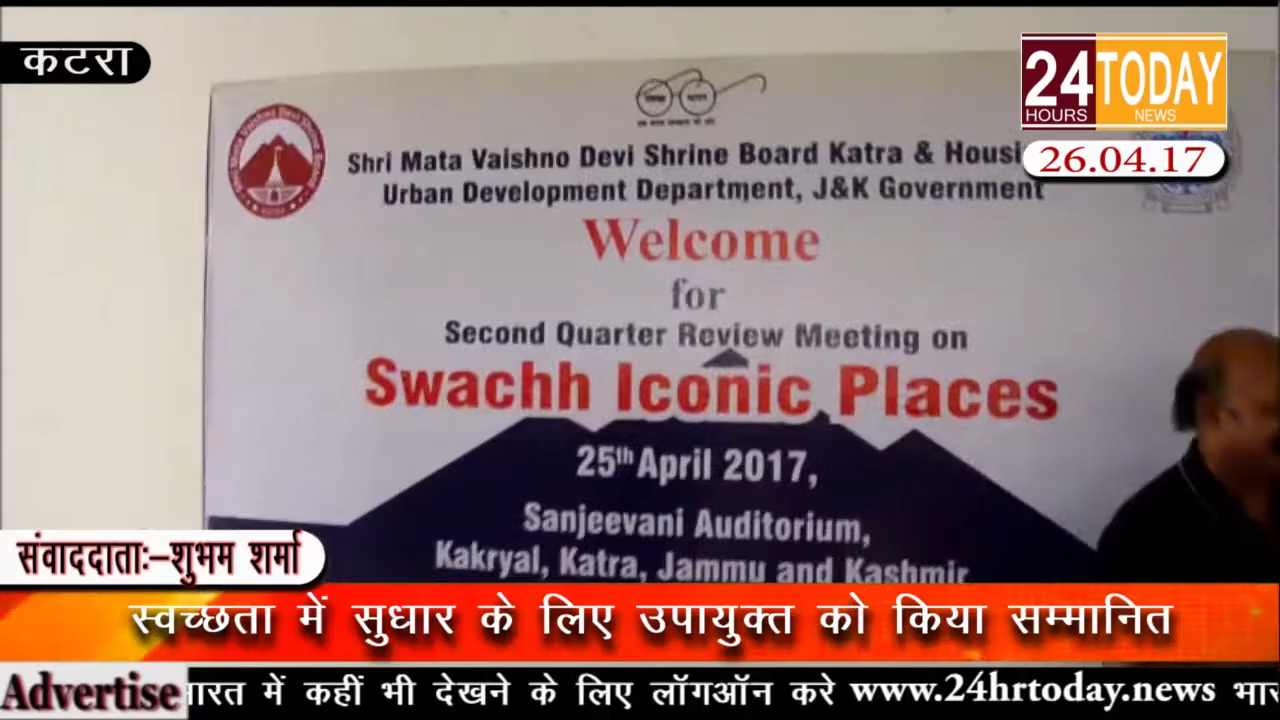 कटरा
24 TODAY
HOURS NEWS
26.04.17
Shri Mata Vaishno Devi Shrine Board Katra & Housi
Urban Development Department, J&K Government
Welcome
for
Second Quarter Review Meeting on
Swachh Iconic Places
25th April 2017,
Sanjeevani Auditorium,
Kakryal, Katra, Jammu and Kashmir
संवाददाताः-शुभम शर्मा
स्वच्छता में सुधार के लिए उपायुक्त को किया सम्मानित
Advertise ारत में कहीं भी देखने के लिए लॉगऑन करे www.24hrtoday.news भार